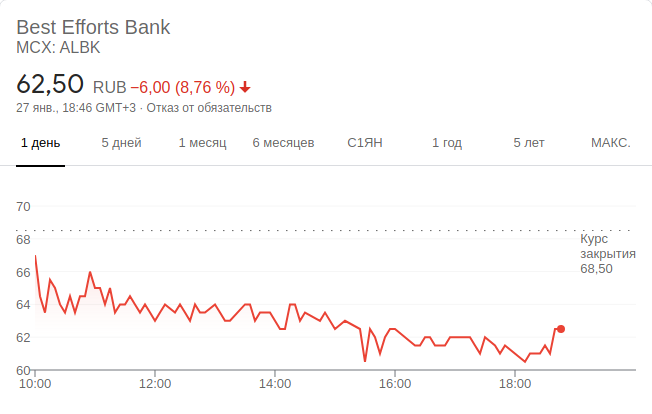 Best Efforts Bank
MCX: ALBK
62,50 RUB −6,00 (8,76 %)
27 янв., 18:46 GMT+3 · Отказ от обязательств
1 день 5 дней 1 месяц 6 месяцев С1ЯН 1 год 5 лет МАКС.
70
68
66
64
62
60
Курс
закрытия
68,50
10:00 12:00 14:00 16:00 18:00